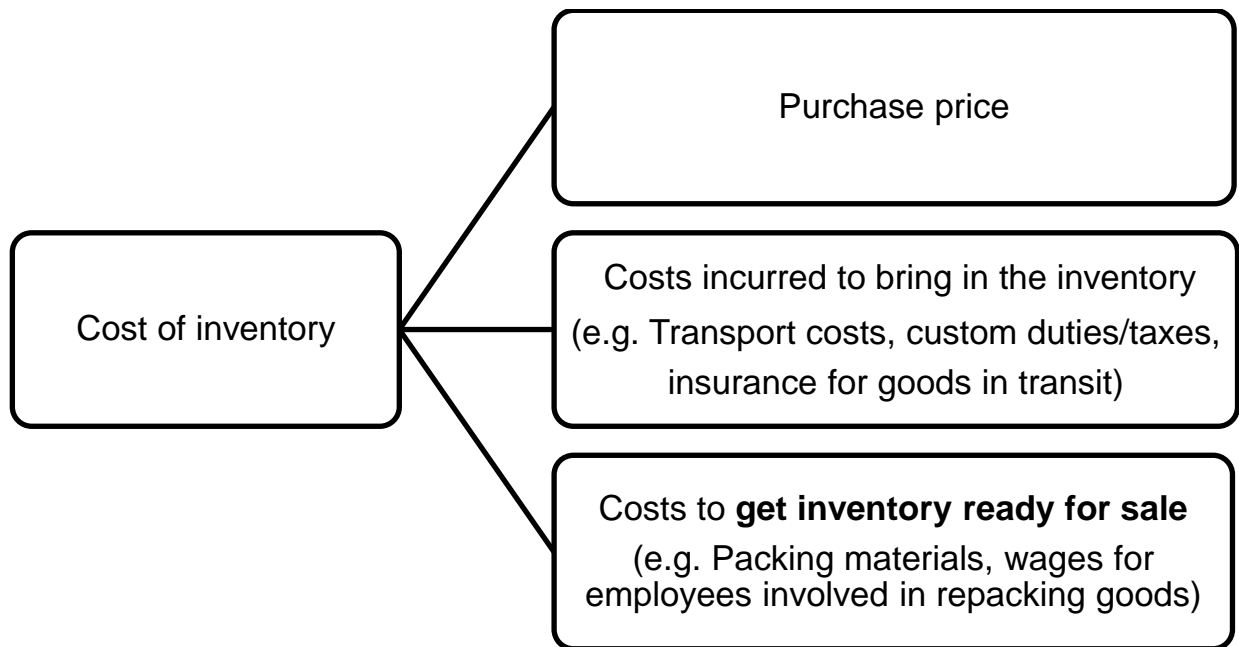 Purchase price
Cost of inventory
Costs incurred to bring in the inventory
(e.g. Transport costs, custom duties/taxes,
insurance for goods in transit)
Costs to get inventory ready for sale
(e.g. Packing materials, wages for
employees involved in repacking goods)